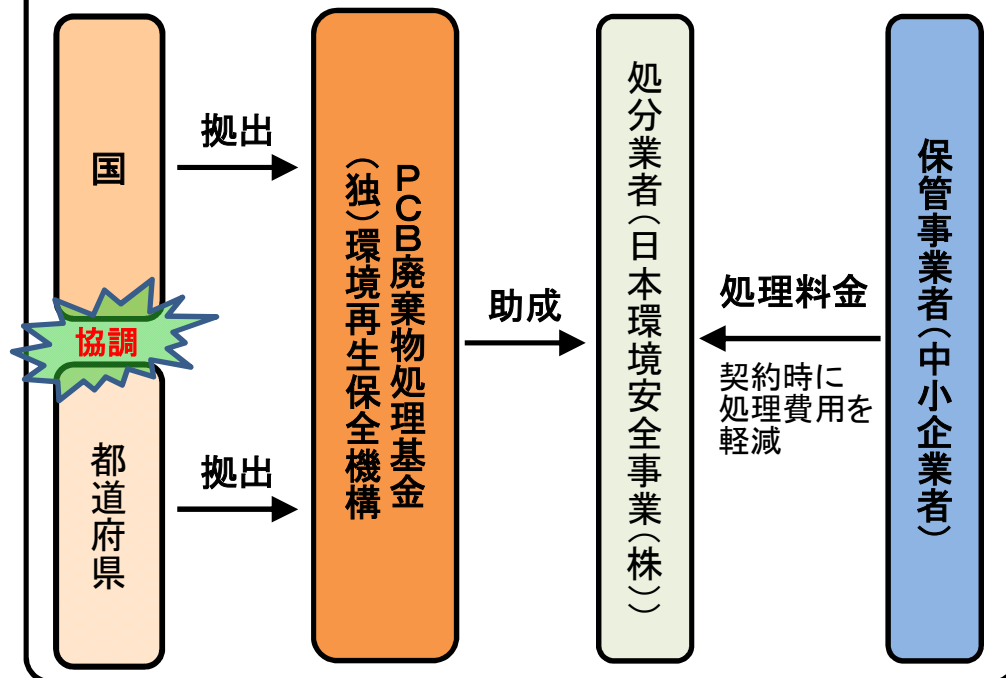 国
協調
都道府県
拠出
拠出
PCB廃棄物処理基金
（独）環境再生保全機構
助成
処分業者（日本環境安全事業（株））
処理料金
契約時に
処理費用を
軽減
保管事業者（中小企業者）